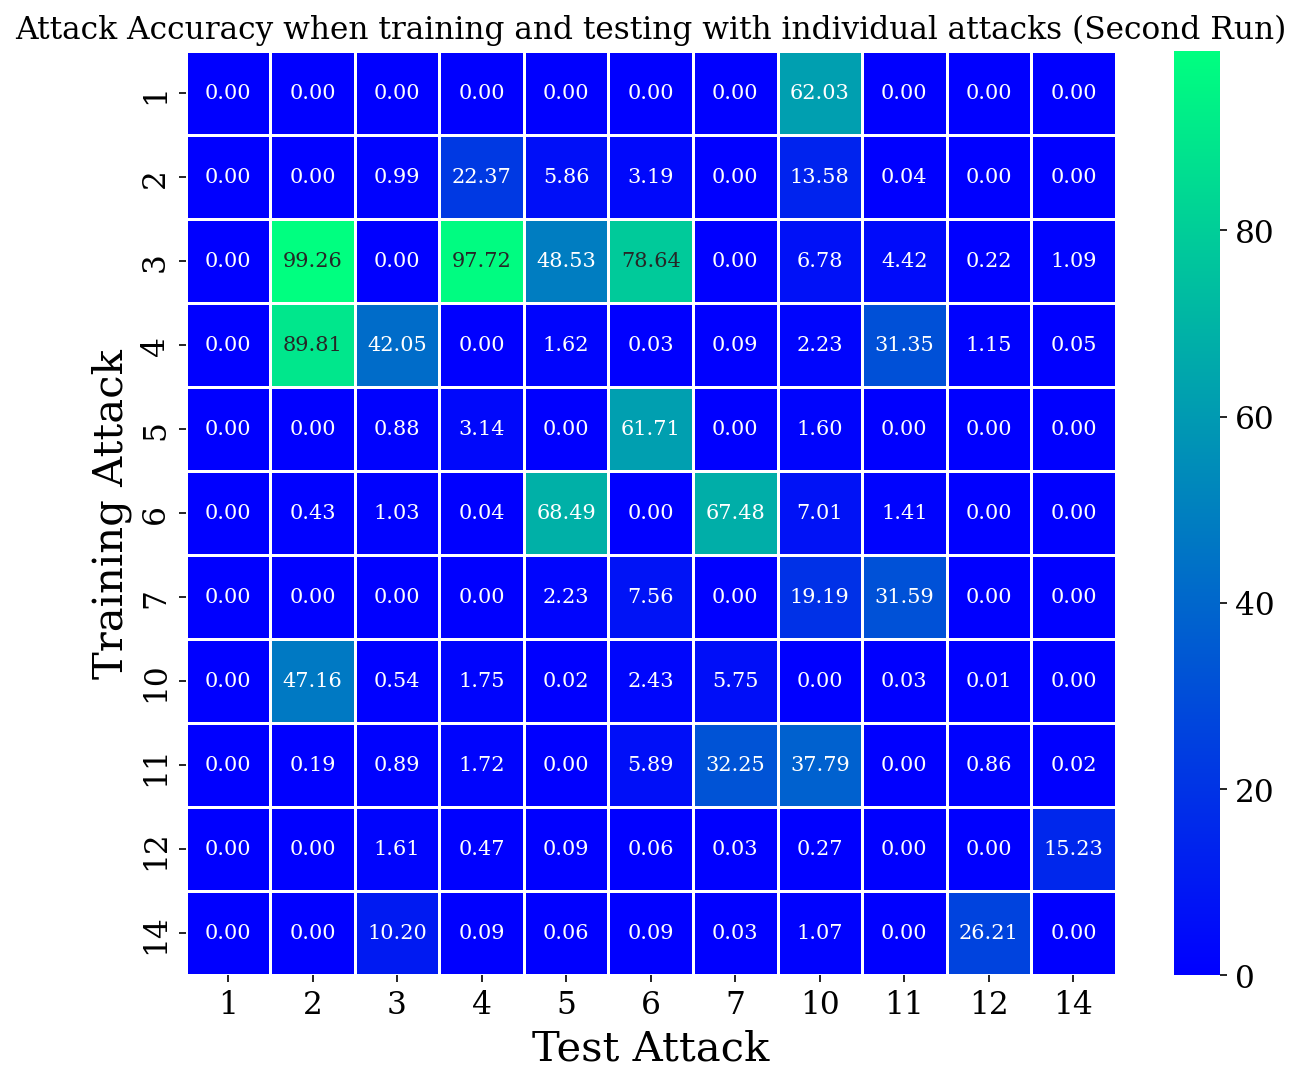 Attack Accuracy when training and testing with individual attacks (Second Run)
Training Attack
1 0.00 0.00 0.00 0.00 0.00 0.00 0.00 62.03 0.00 0.00 0.00
2 0.00 0.00 0.99 22.37 5.86 3.19 0.00 13.58 0.04 0.00 0.00
3 0.00 99.26 0.00 97.72 48.53 78.64 0.00 6.78 4.42 0.22 1.09
4 0.00 89.81 42.05 0.00 1.62 0.03 0.09 2.23 31.35 1.15 0.05
5 0.00 0.00 0.88 3.14 0.00 61.71 0.00 1.60 0.00 0.00 0.00
6 0.00 0.43 1.03 0.04 68.49 0.00 67.48 7.01 1.41 0.00 0.00
7 0.00 0.00 0.00 0.00 2.23 7.56 0.00 19.19 31.59 0.00 0.00
10 0.00 47.16 0.54 1.75 0.02 2.43 5.75 0.00 0.03 0.01 0.00
11 0.00 0.19 0.89 1.72 0.00 5.89 32.25 37.79 0.00 0.86 0.02
12 0.00 0.00 1.61 0.47 0.09 0.06 0.03 0.27 0.00 0.00 15.23
14 0.00 0.00 10.20 0.09 0.06 0.09 0.03 1.07 0.00 26.21 0.00
1 2 3 4 5 6 7 10 11 12 14
Test Attack
80
60
40
20
0